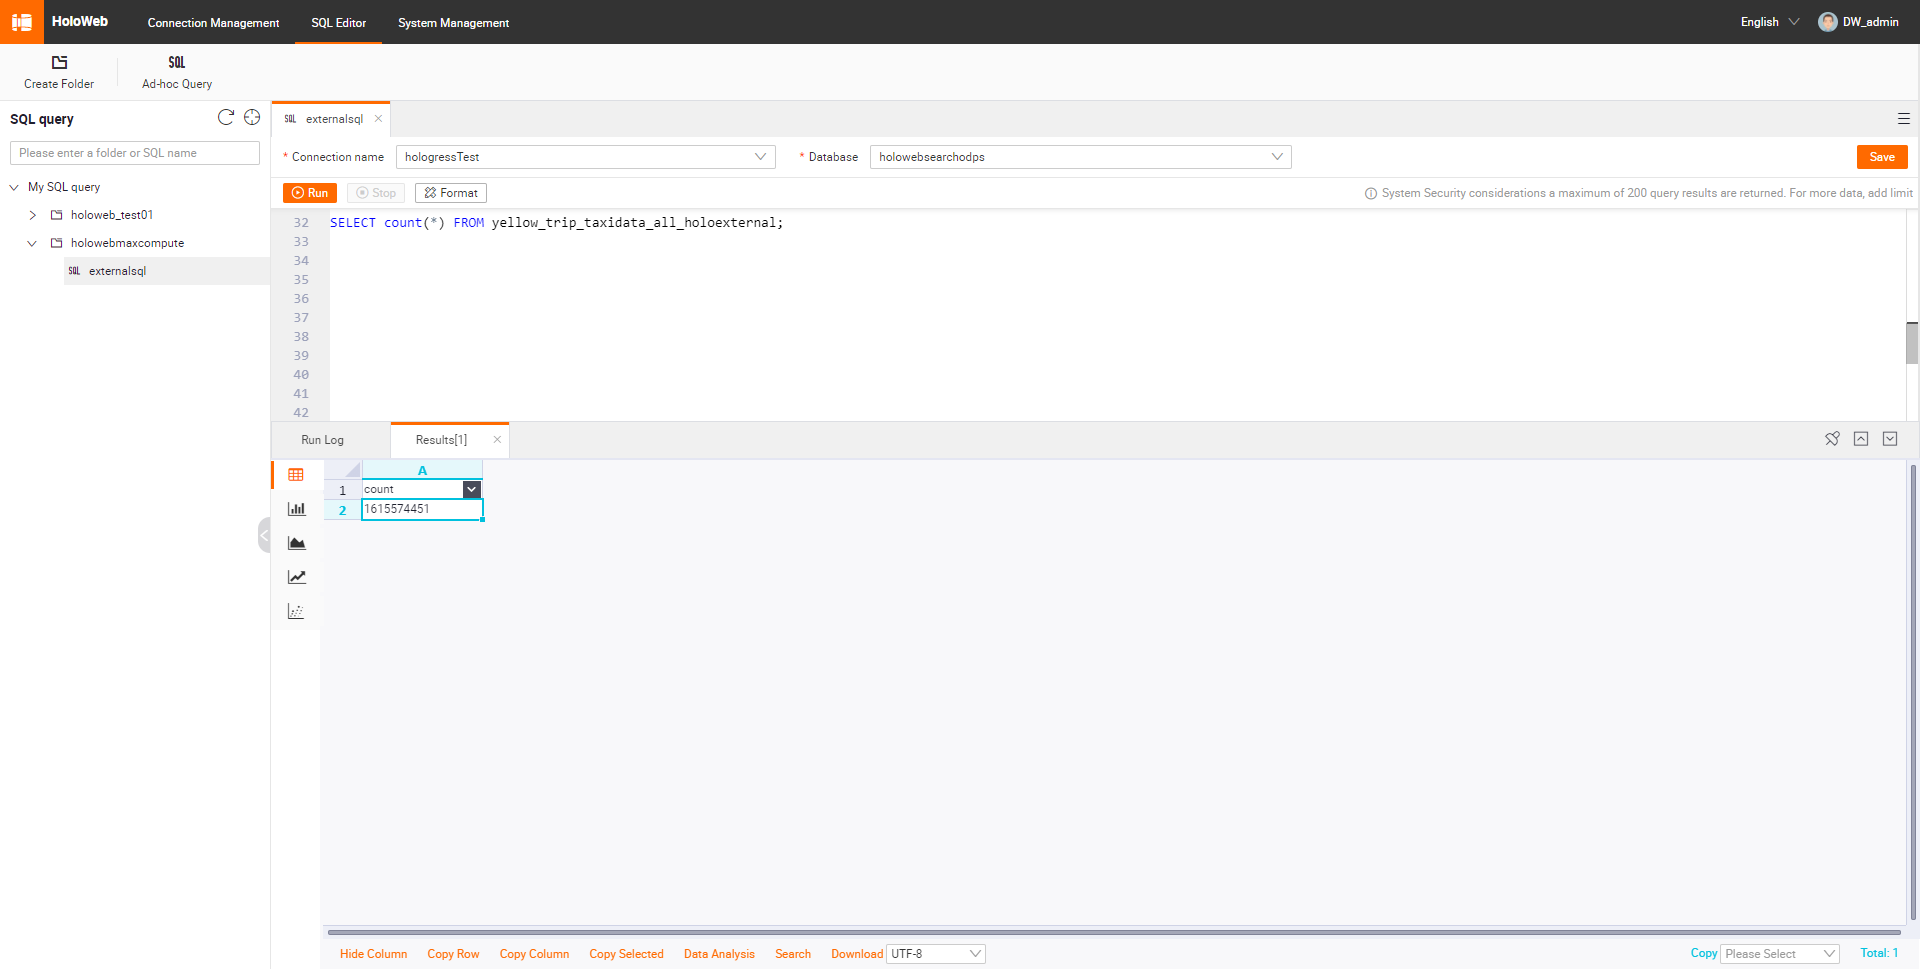 HoloWeb Connection Management SQL Editor System Management English DW_admin
SQL
Create Folder Ad-hoc Query
SQL query
SQL externalsql
Please enter a folder or SQL name
* Connection name hologressTest * Database holowebsearchodps Save
My SQL query
Run Stop Format System Security considerations a maximum of 200 query results are returned. For more data, add limit
holoweb_test01
32 SELECT count(*) FROM yellow_trip_taxidata_all_holoexternal;
holowebmaxcompute
33
34
SQL externalsql
35
36
37
38
39
40
41
42
Run Log Results[1]
A
1 count
2 1615574451
Hide Column Copy Row Copy Column Copy Selected Data Analysis Search Download UTF-8 Copy Please Select Total: 1